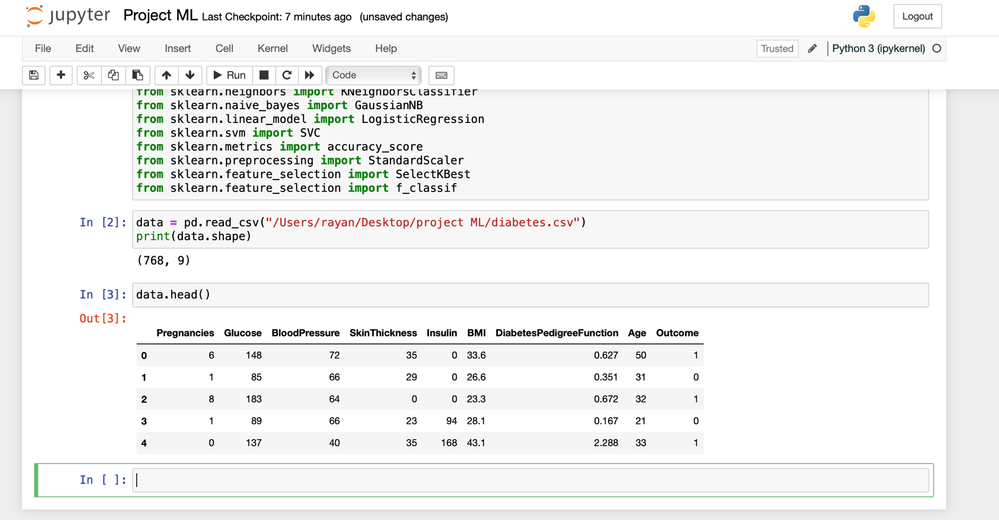 jupyter Project ML Last Checkpoint: 7 minutes ago (unsaved changes) Logout
File Edit View Insert Cell Kernel Widgets Help Trusted Python 3 (ipykernel)
Run Code
from sklearn.neighbors import KNeighborsClassifier
from sklearn.naive_bayes import GaussianNB
from sklearn.linear_model import LogisticRegression
from sklearn.svm import SVC
from sklearn.metrics import accuracy_score
from sklearn.preprocessing import StandardScaler
from sklearn.feature_selection import SelectKBest
from sklearn.feature_selection import f_classif
In [2]: data = pd.read_csv("/Users/rayan/Desktop/project ML/diabetes.csv")
print(data.shape)
(768, 9)
In [3]: data.head()
Out[3]:
Pregnancies Glucose BloodPressure SkinThickness Insulin BMI DiabetesPedigreeFunction Age Outcome
0 6 148 72 35 0 33.6 0.627 50 1
1 1 85 66 29 0 26.6 0.351 31 0
2 8 183 64 0 0 23.3 0.672 32 1
3 1 89 66 23 94 28.1 0.167 21 0
4 0 137 40 35 168 43.1 2.288 33 1
In [ ]: